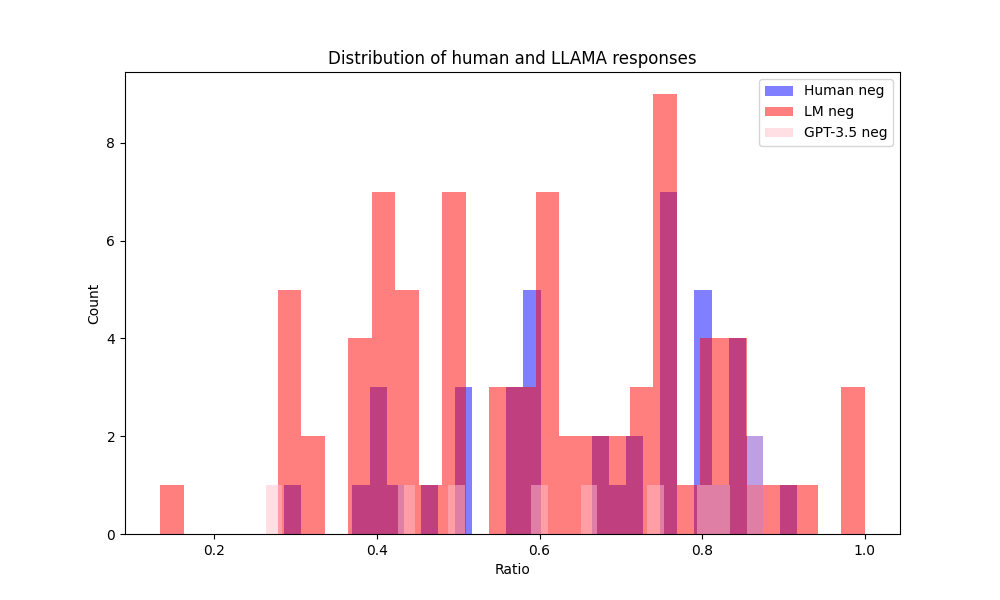 Distribution of human and LLAMA responses
Human neg
LM neg
GPT-3.5 neg
Count
8
6
4
2
0
0.2
0.4
0.6
0.8
1.0
Ratio